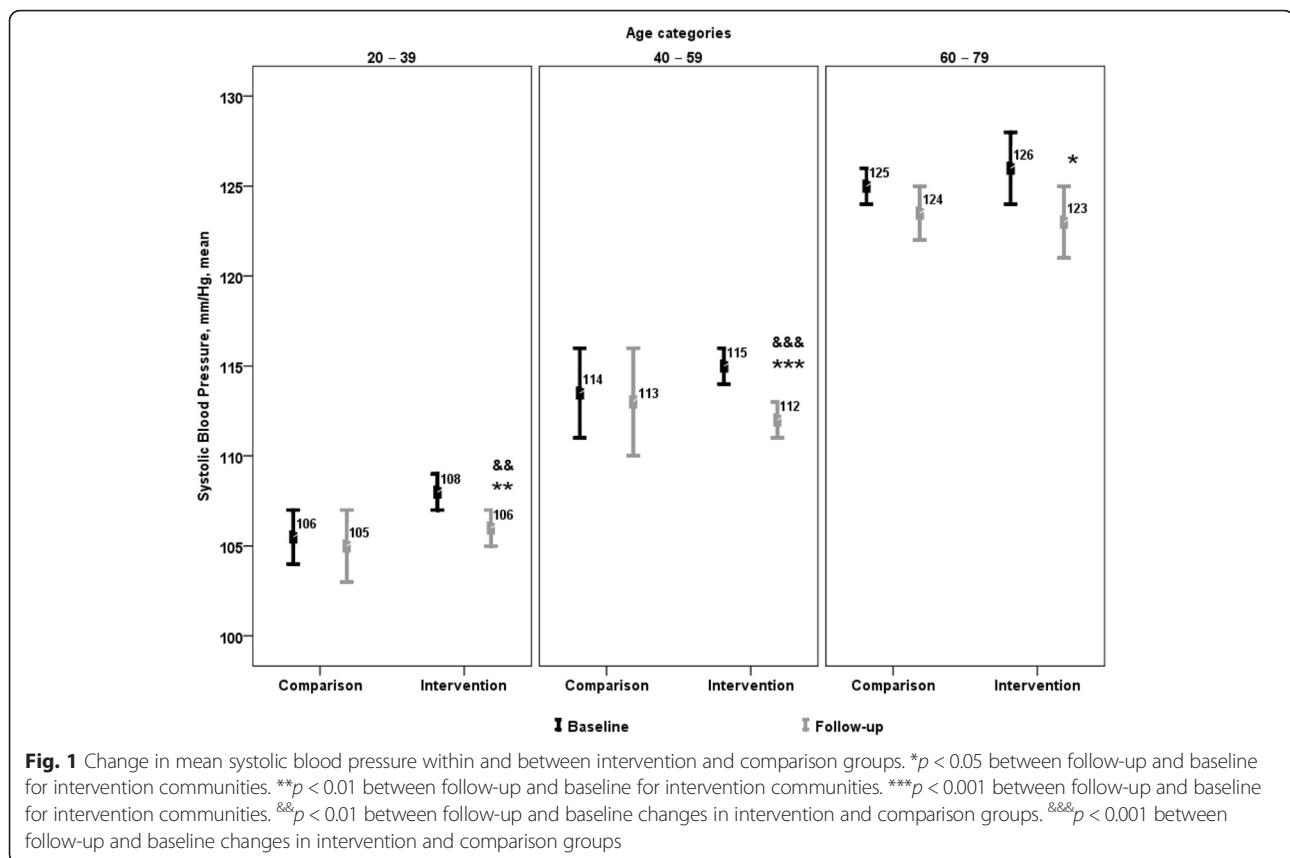 Age categories
20 – 39
40 – 59
60 – 79
Systolic Blood Pressure, mm/Hg, mean
130
125
120
115
110
105
100
106
105
108
&&
**
106
114
113
115
&&&
***
112
125
124
126
*
123
Comparison
Intervention
Comparison
Intervention
Comparison
Intervention
Baseline
Follow-up
Fig. 1 Change in mean systolic blood pressure within and between intervention and comparison groups. *p < 0.05 between follow-up and baseline
for intervention communities. **p < 0.01 between follow-up and baseline for intervention communities. ***p < 0.001 between follow-up and baseline
for intervention communities. &&p < 0.01 between follow-up and baseline changes in intervention and comparison groups. &&&p < 0.001 between
follow-up and baseline changes in intervention and comparison groups